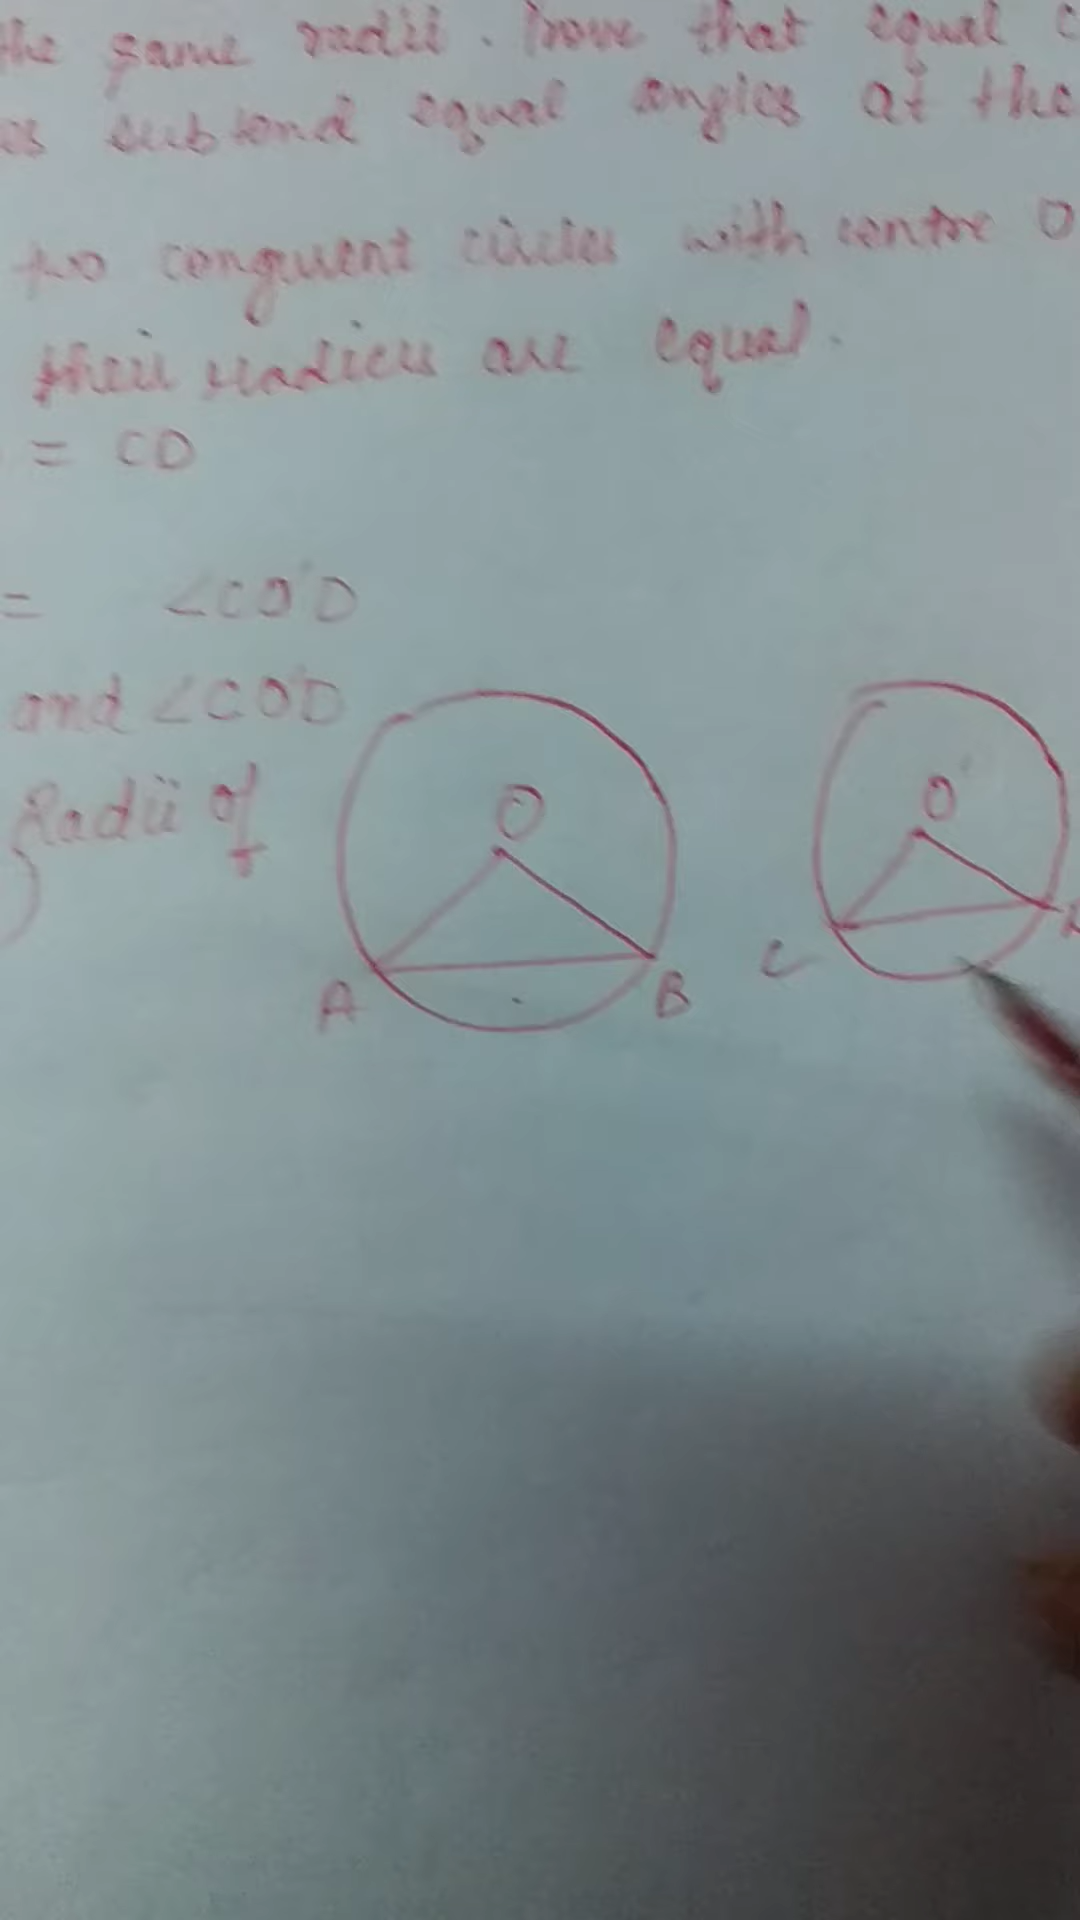 the same radii. Prove that equal c
es subtend equal angles at the
two congruent circles with centre O
their radius are equal.
= CD
= ∠CO'D
and ∠CO'D
Radii of
O
O'
A
B
C